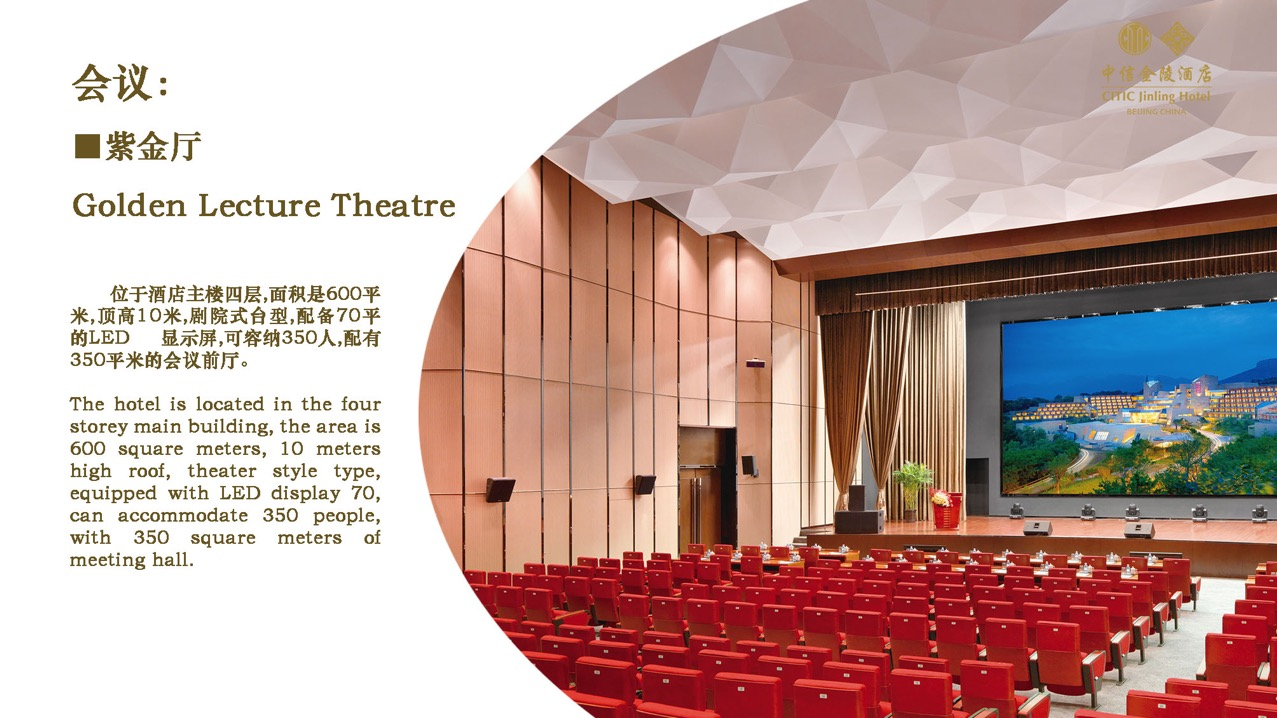 会议：
■紫金厅
Golden Lecture Theatre
位于酒店主楼四层,面积是600平
米,顶高10米,剧院式台型,配备70平
的LED 显示屏,可容纳350人,配有
350平米的会议前厅。
The hotel is located in the four
storey main building, the area is
600 square meters, 10 meters
high roof, theater style type,
equipped with LED display 70,
can accommodate 350 people,
with 350 square meters of
meeting hall.
中信金陵酒店
CITIC Jinling Hotel
BEIJING CHINA